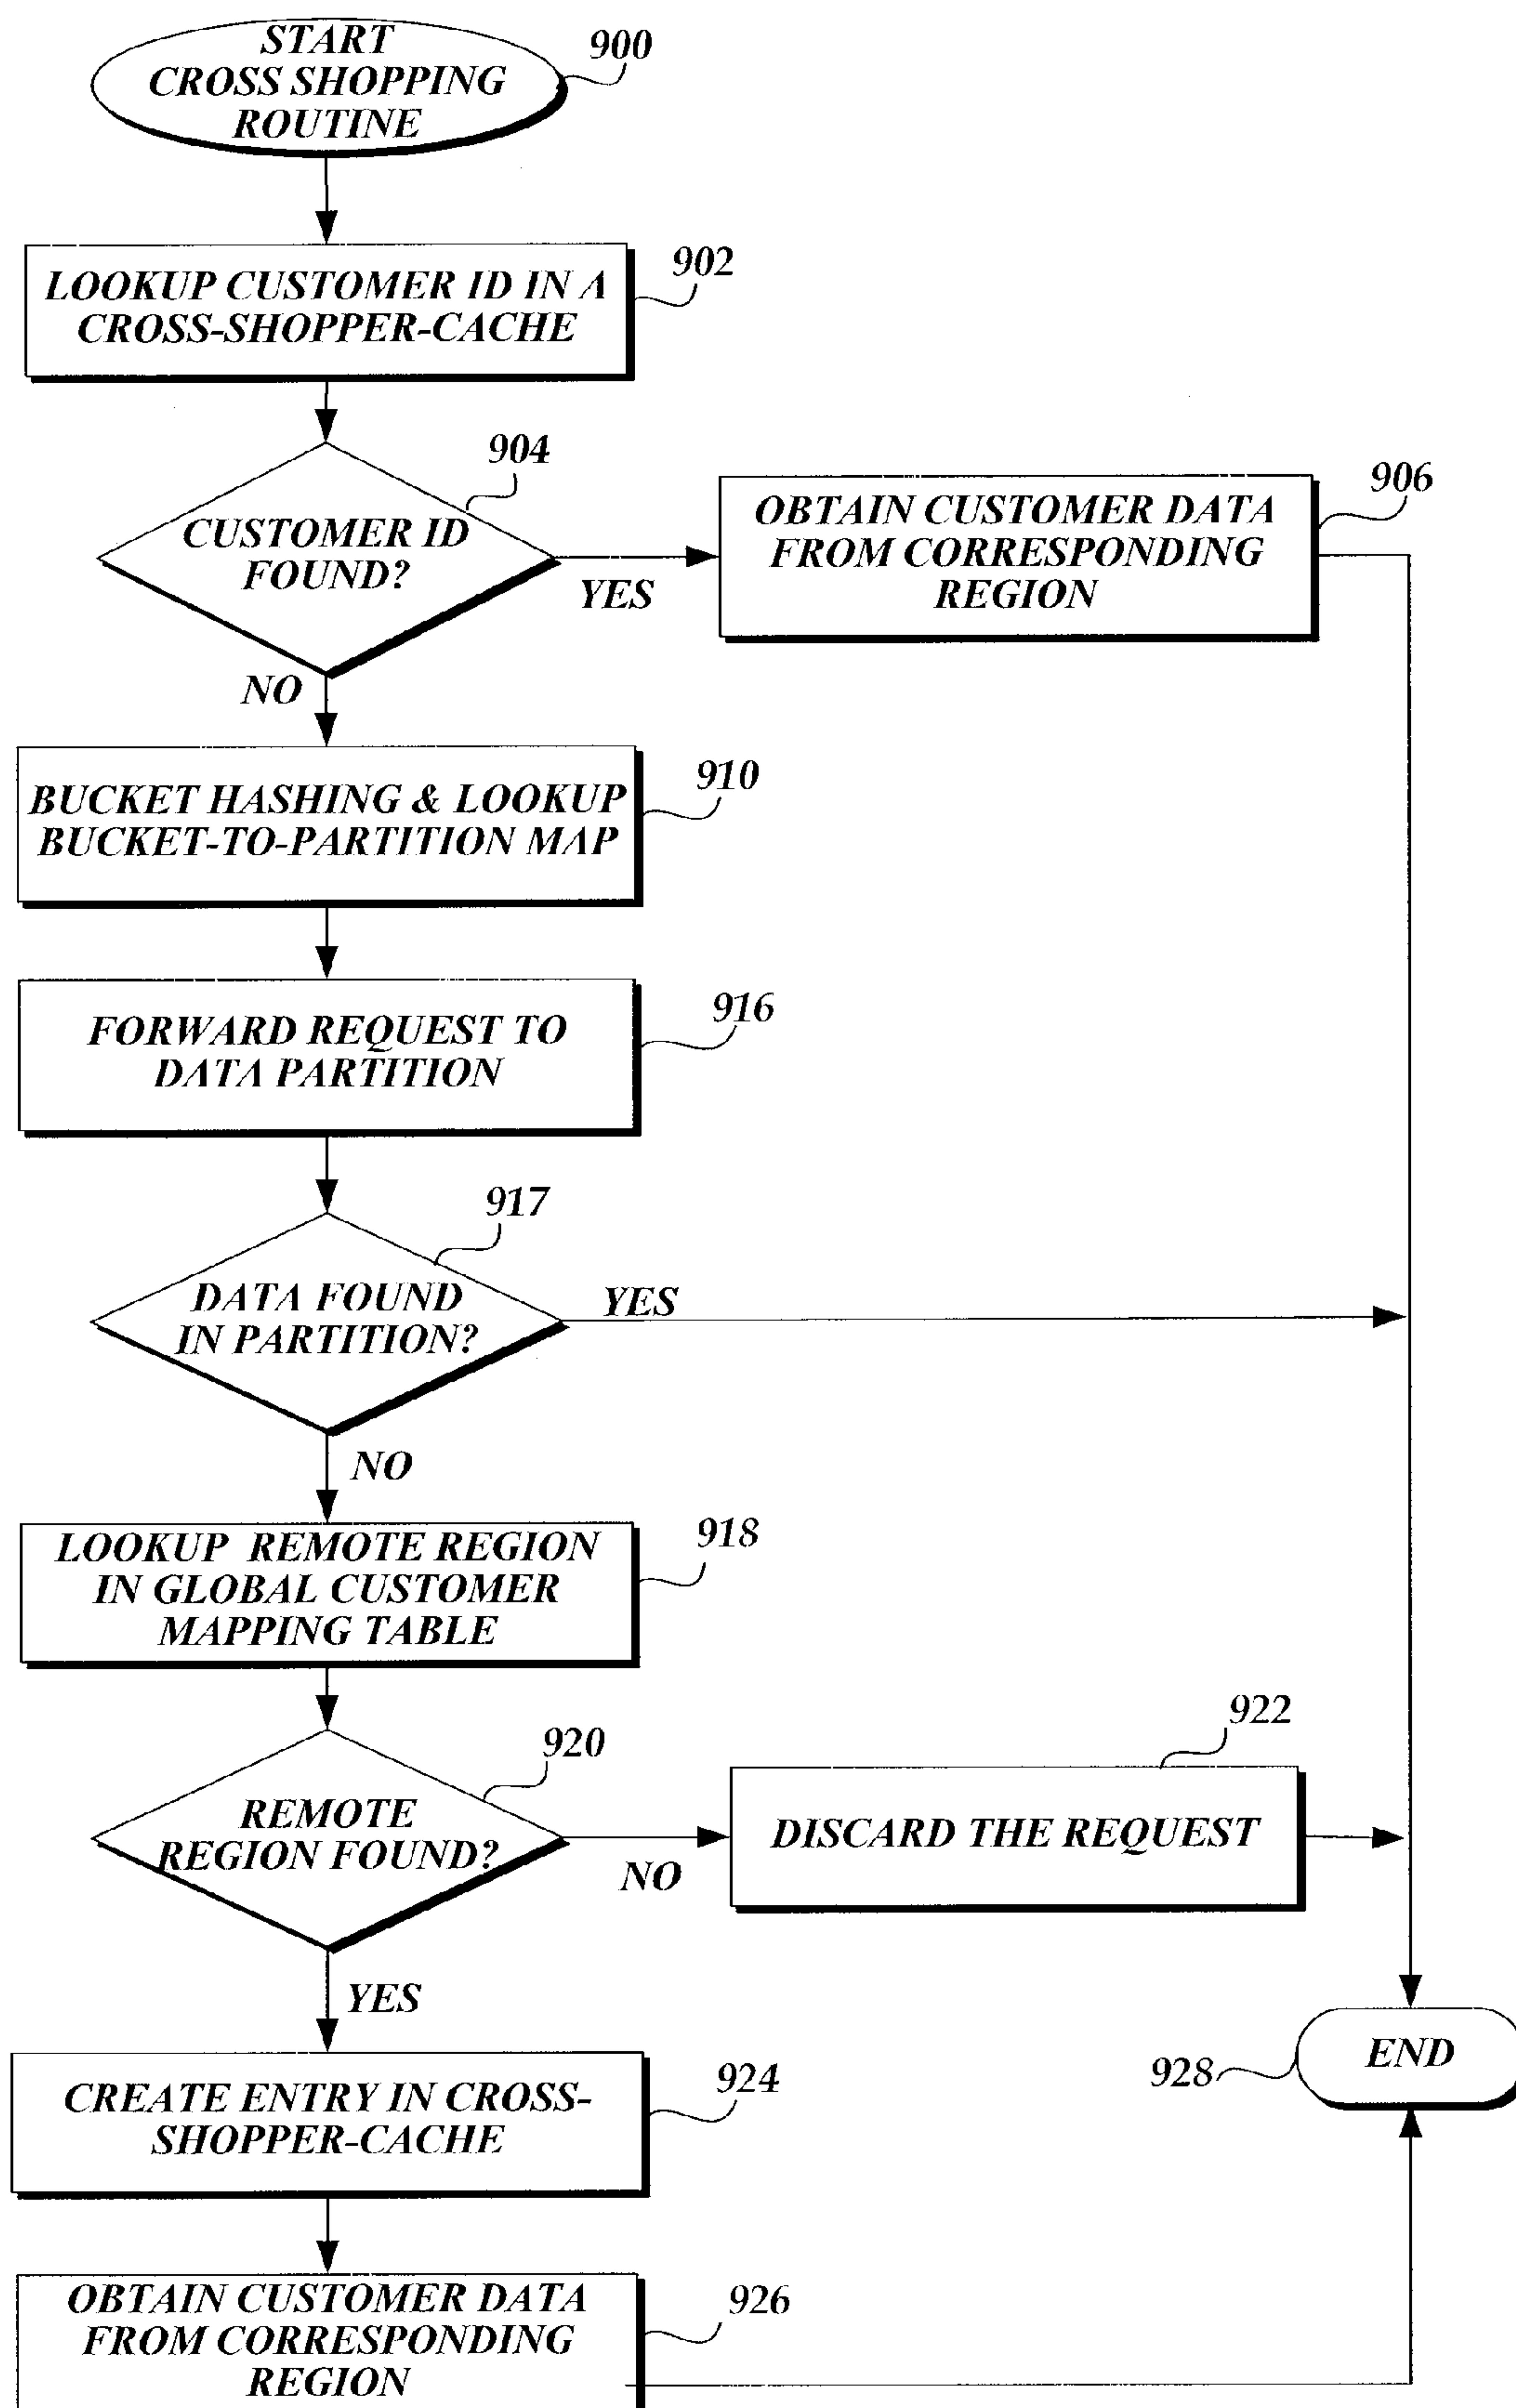 START
CROSS SHOPPING
ROUTINE
900
LOOKUP CUSTOMER ID IN A
CROSS-SHOPPER-CACHE
902
CUSTOMER ID
FOUND?
904
YES
OBTAIN CUSTOMER DATA
FROM CORRESPONDING
REGION
906
NO
BUCKET HASHING & LOOKUP
BUCKET-TO-PARTITION MAP
910
FORWARD REQUEST TO
DATA PARTITION
916
DATA FOUND
IN PARTITION?
917
YES
NO
LOOKUP REMOTE REGION
IN GLOBAL CUSTOMER
MAPPING TABLE
918
REMOTE
REGION FOUND?
920
NO
DISCARD THE REQUEST
922
YES
CREATE ENTRY IN CROSS-
SHOPPER-CACHE
924
OBTAIN CUSTOMER DATA
FROM CORRESPONDING
REGION
926
END
928